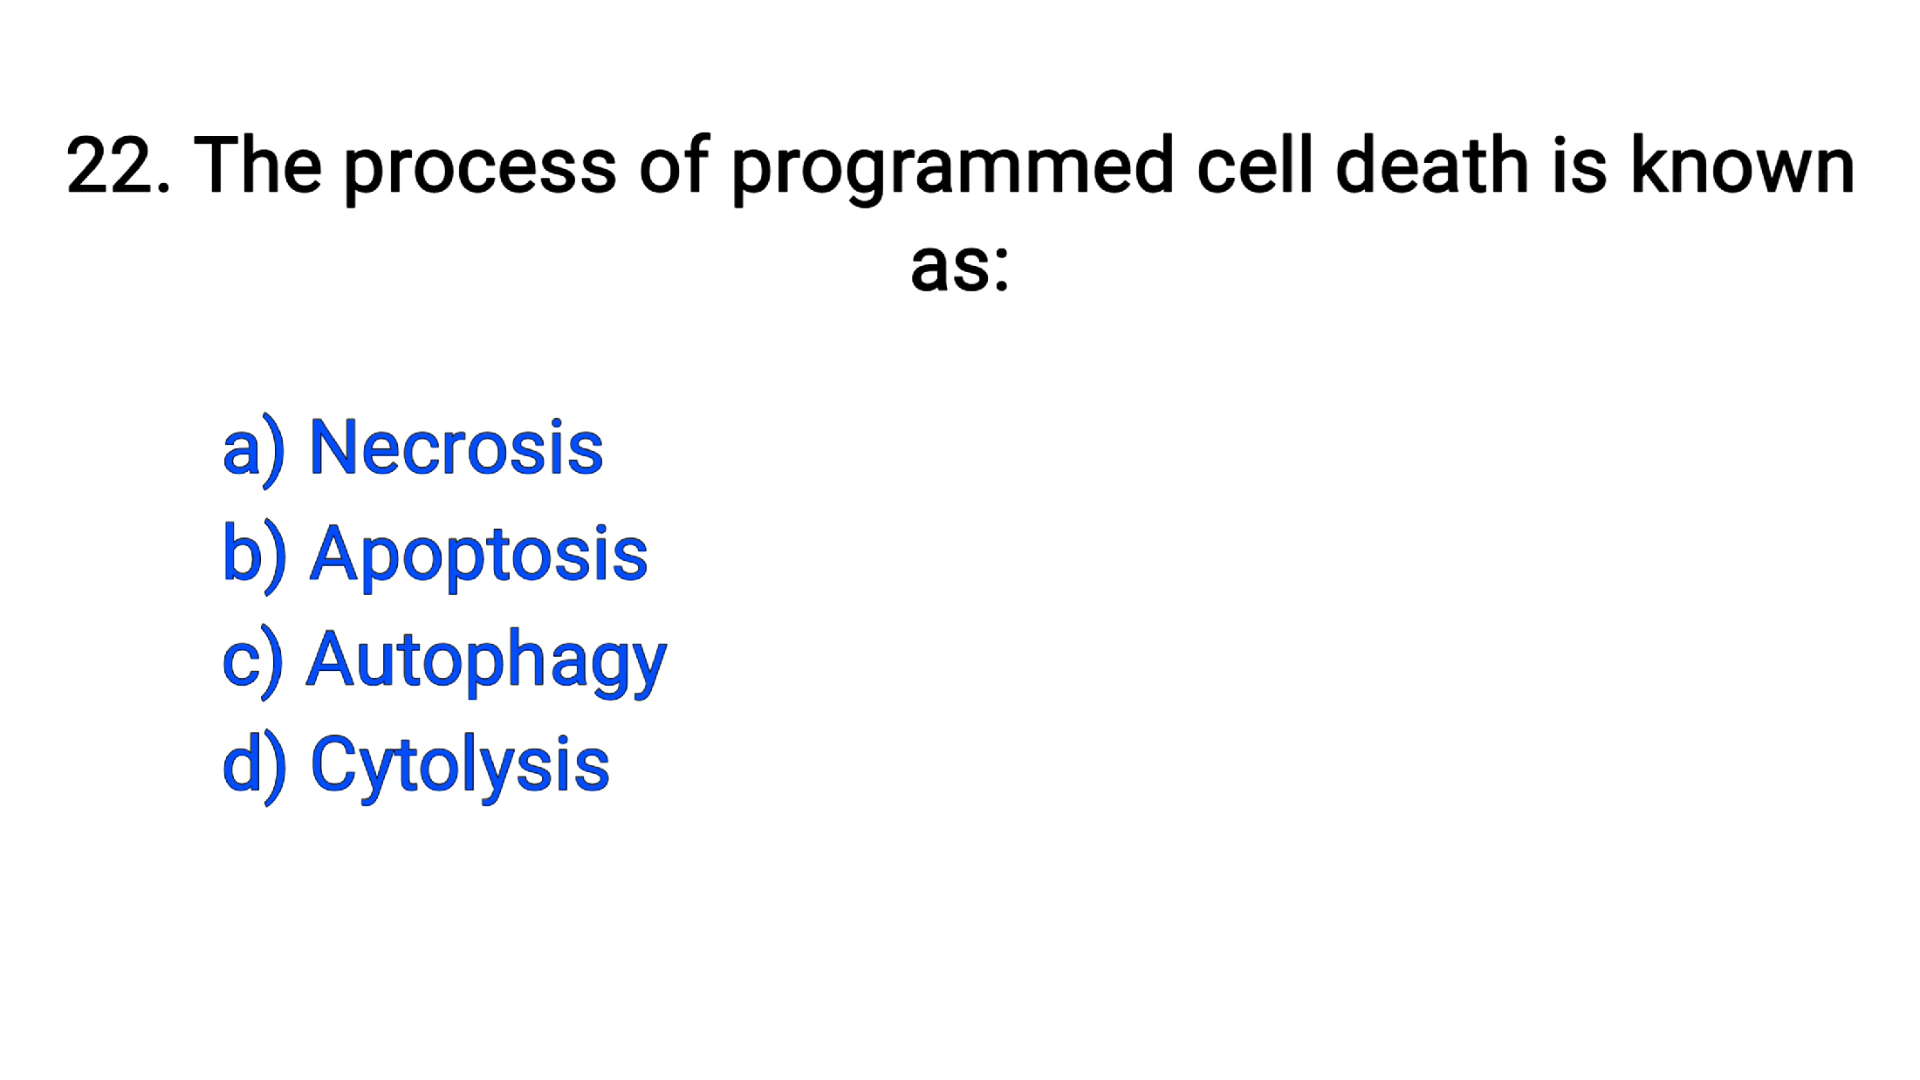 22. The process of programmed cell death is known
as:
a) Necrosis
b) Apoptosis
c) Autophagy
d) Cytolysis